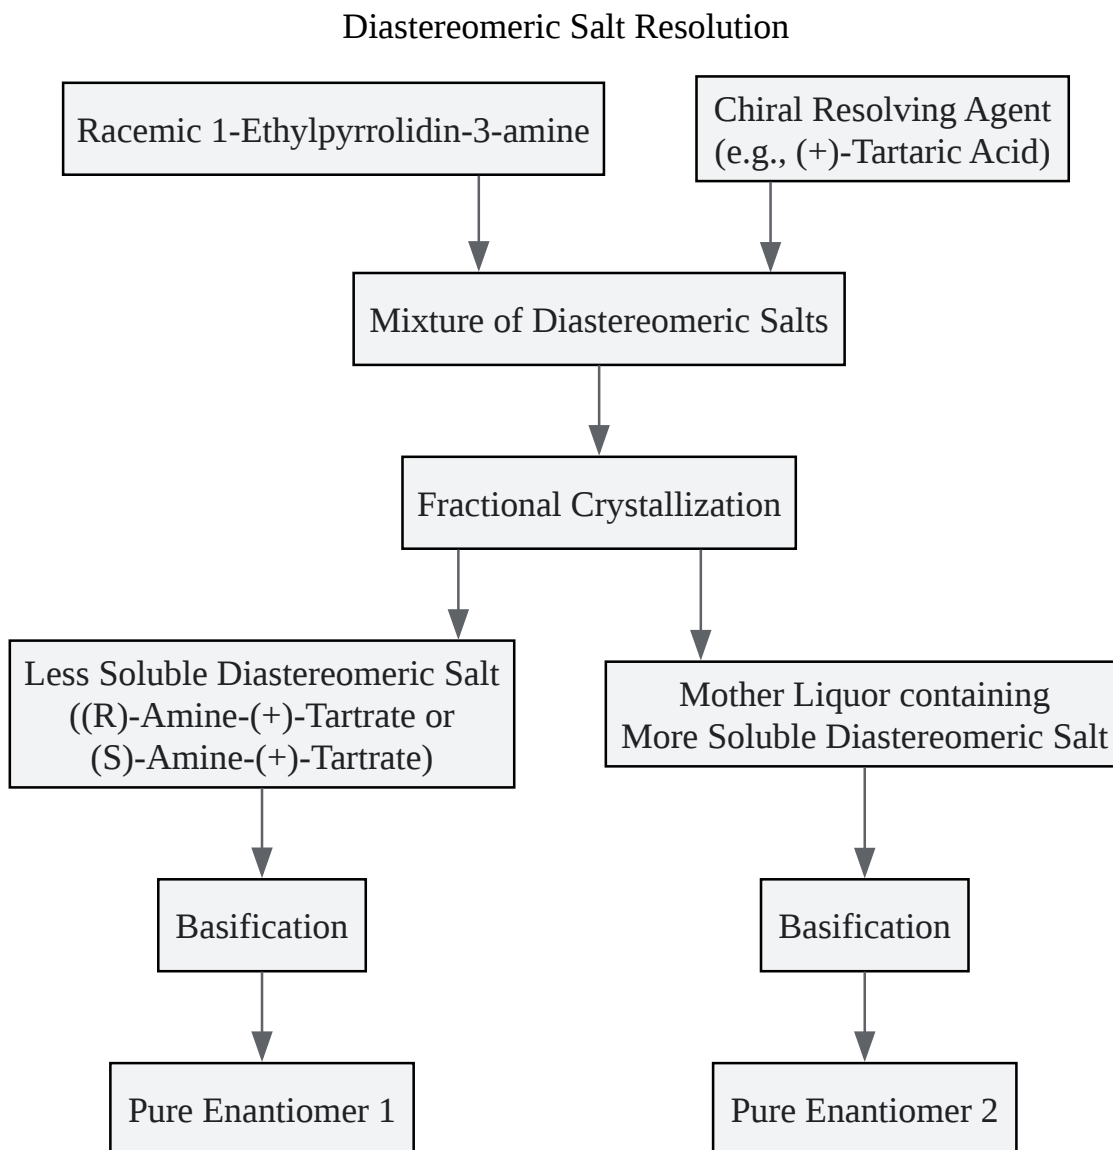 Diastereomeric Salt Resolution
Racemic 1-Ethylpyrrolidin-3-amine
Chiral Resolving Agent
(e.g., (+)-Tartaric Acid)
Mixture of Diastereomeric Salts
Fractional Crystallization
Less Soluble Diastereomeric Salt
((R)-Amine-(+)-Tartrate or
(S)-Amine-(+)-Tartrate)
Mother Liquor containing
More Soluble Diastereomeric Salt
Basification
Basification
Pure Enantiomer 1
Pure Enantiomer 2